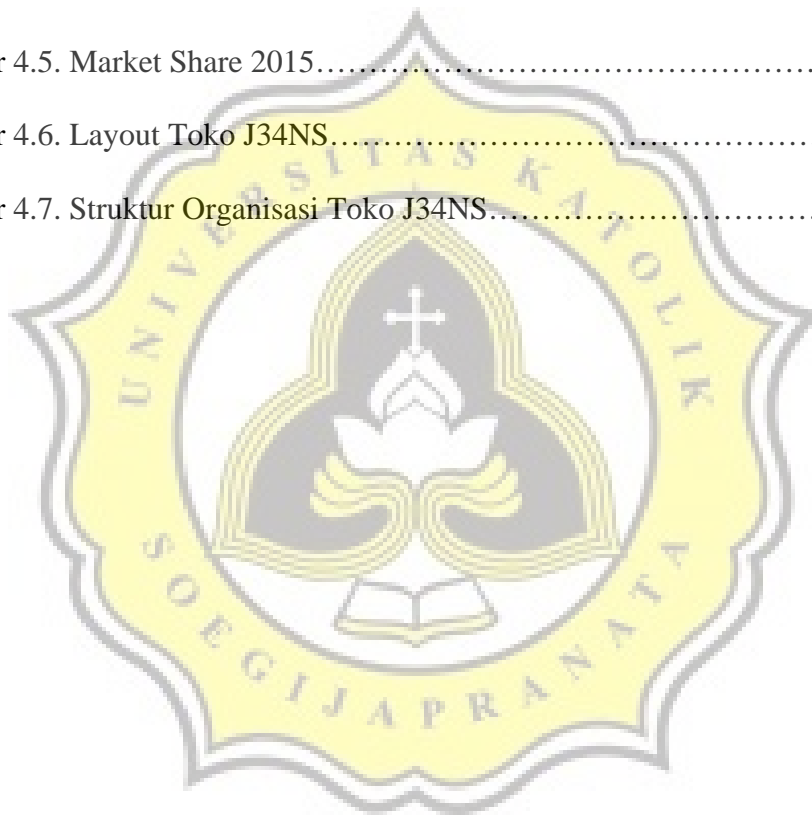 r 4.5. Market Share 2015……………………………………………………
r 4.6. Layout Toko J34NS……………………………………………………
r 4.7. Struktur Organisasi Toko J34NS……………………………………
UNIVERSITAS KATOLIK
SOEGIJAPRANATA